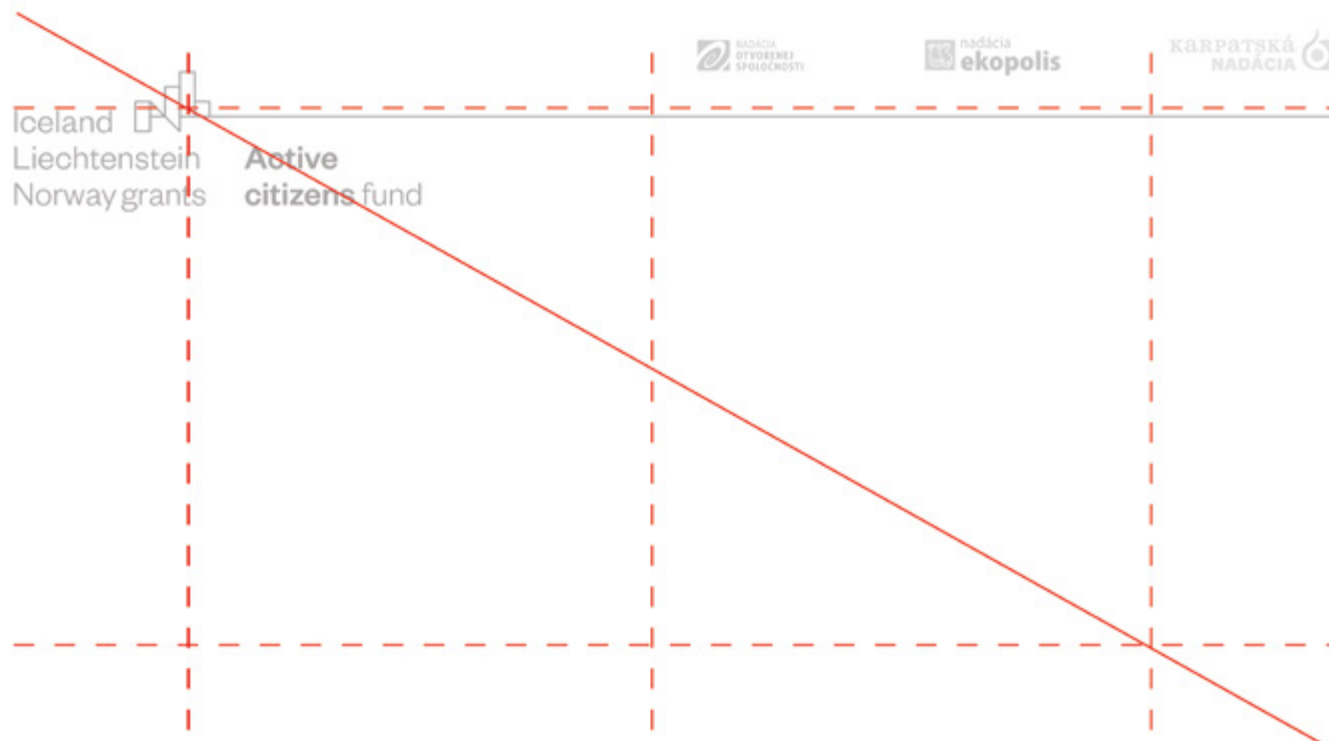 NADÁCIA
OTVORENEJ
SPOLOČNOSTI
nadácia
ekopolis
KARPATSKÁ
NADÁCIA
Iceland
Liechtenstein
Norway grants
Active
citizens fund